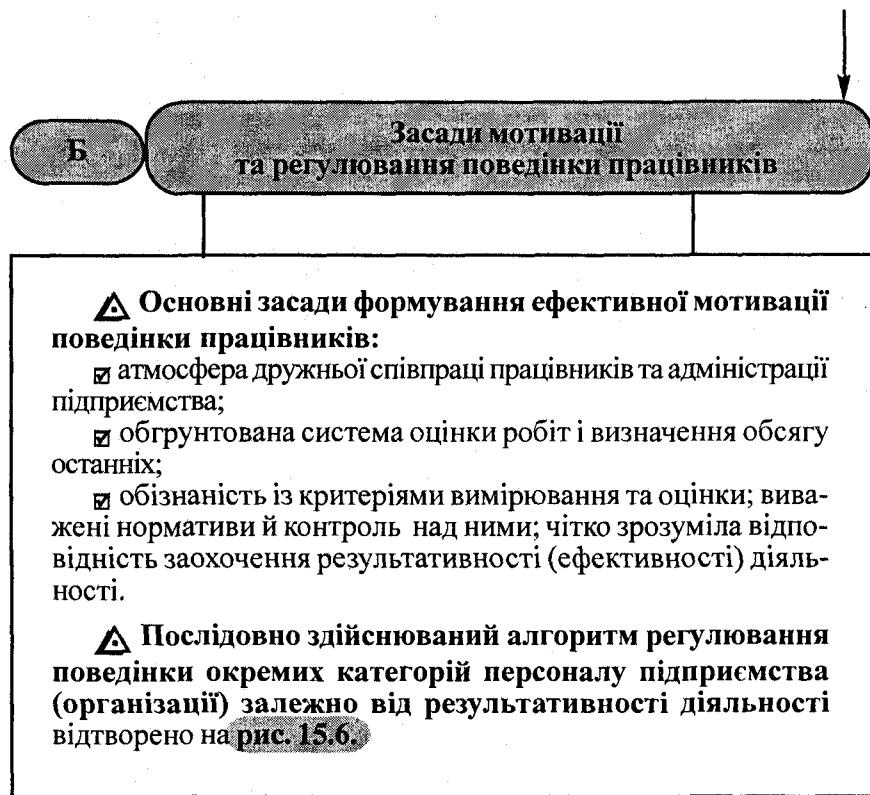 Б
Засади мотивації
та регулювання поведінки працівників
Основні засади формування ефективної мотивації
поведінки працівників:
атмосфера дружньої співпраці працівників та адміністрації
підприємства;
обгрунтована система оцінки робіт і визначення обсягу
останніх;
обізнаність із критеріями вимірювання та оцінки; вива-
жені нормативи й контроль над ними; чітко зрозуміла відпо-
відність заохочення результативності (ефективності) діяль-
ності.
Послідовно здійснюваний алгоритм регулювання
поведінки окремих категорій персоналу підприємства
(організації) залежно від результативності діяльності
відтворено на рис. 15.6.